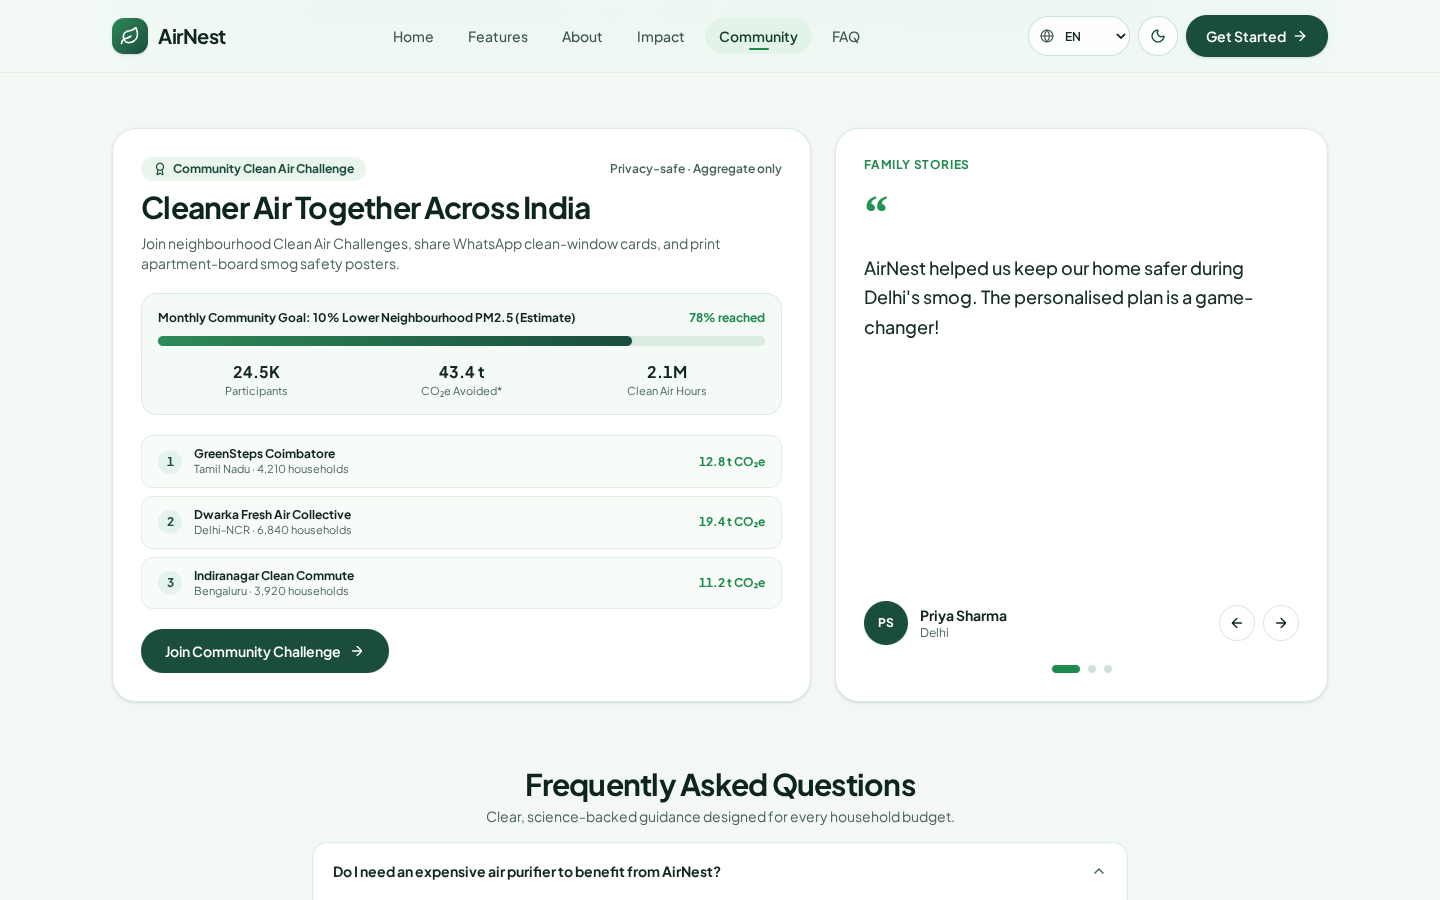 AirNest
Home
Features
About
Impact
Community
FAQ
EN
Get Started
Community Clean Air Challenge
Privacy-safe · Aggregate only
Cleaner Air Together Across India
Join neighbourhood Clean Air Challenges, share WhatsApp clean-window cards, and print
apartment-board smog safety posters.
Monthly Community Goal: 10% Lower Neighbourhood PM2.5 (Estimate)
78% reached
24.5K
Participants
43.4 t
CO₂e Avoided*
2.1M
Clean Air Hours
1
GreenSteps Coimbatore
Tamil Nadu · 4,210 households
12.8 t CO₂e
2
Dwarka Fresh Air Collective
Delhi-NCR · 6,840 households
19.4 t CO₂e
3
Indiranagar Clean Commute
Bengaluru · 3,920 households
11.2 t CO₂e
Join Community Challenge
FAMILY STORIES
“
AirNest helped us keep our home safer during
Delhi's smog. The personalised plan is a game-
changer!
PS
Priya Sharma
Delhi
Frequently Asked Questions
Clear, science-backed guidance designed for every household budget.
Do I need an expensive air purifier to benefit from AirNest?